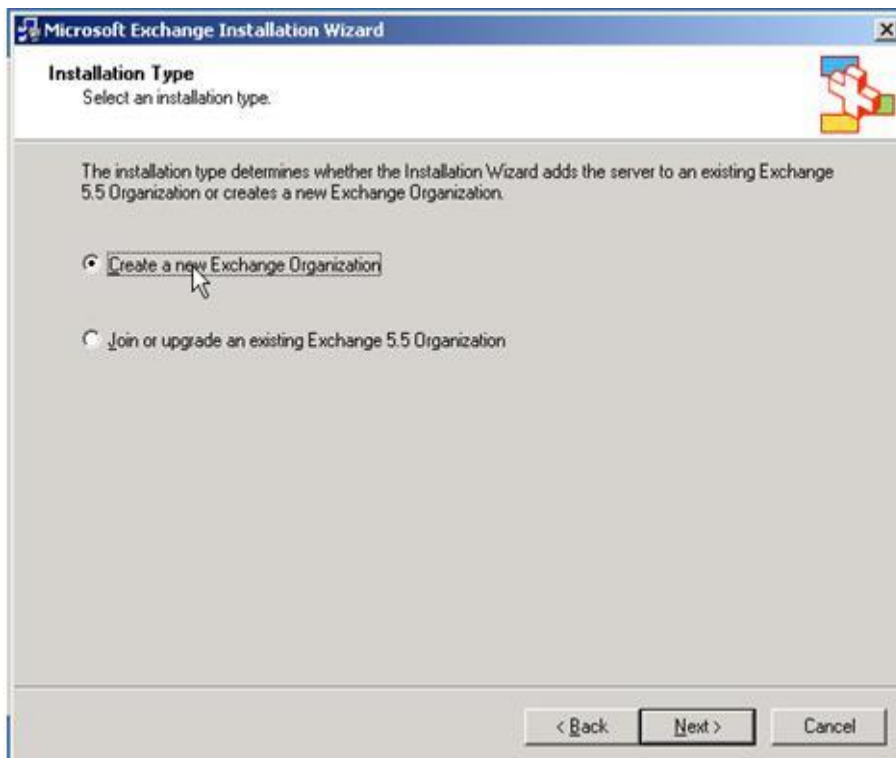 Microsoft Exchange Installation Wizard
Installation Type
Select an installation type.
The installation type determines whether the Installation Wizard adds the server to an existing Exchange
5.5 Organization or creates a new Exchange Organization.
Create a new Exchange Organization
Join or upgrade an existing Exchange 5.5 Organization
< Back Next > Cancel